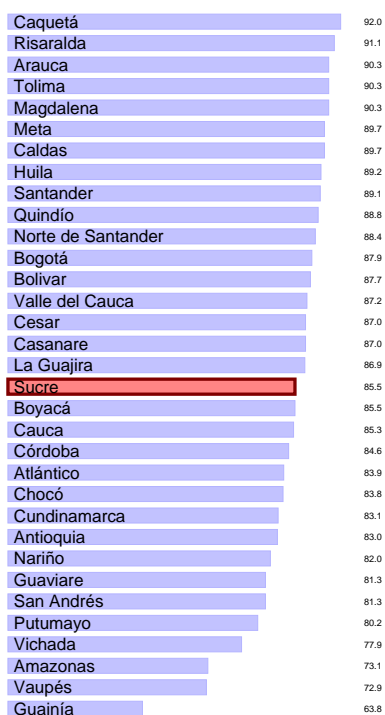 Caquetá 92.0
Risaralda 91.1
Arauca 90.3
Tolima 90.3
Magdalena 90.3
Meta 89.7
Caldas 89.7
Huila 89.2
Santander 89.1
Quindío 88.8
Norte de Santander 88.4
Bogotá 87.9
Bolivar 87.7
Valle del Cauca 87.2
Cesar 87.0
Casanare 87.0
La Guajira 86.9
Sucre 85.5
Boyacá 85.5
Cauca 85.3
Córdoba 84.6
Atlántico 83.9
Chocó 83.8
Cundinamarca 83.1
Antioquia 83.0
Nariño 82.0
Guaviare 81.3
San Andrés 81.3
Putumayo 80.2
Vichada 77.9
Amazonas 73.1
Vaupés 72.9
Guainía 63.8